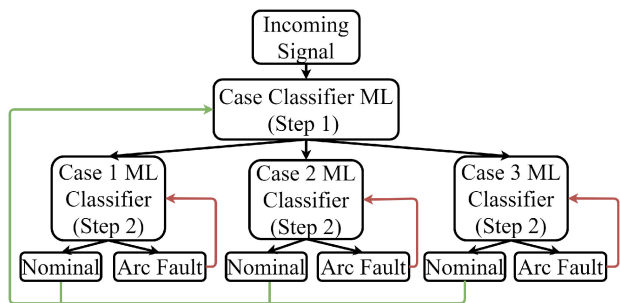 Incoming
Signal
Case Classifier ML
(Step 1)
Case 1 ML
Classifier
(Step 2)
Case 2 ML
Classifier
(Step 2)
Case 3 ML
Classifier
(Step 2)
Nominal
Arc Fault
Nominal
Arc Fault
Nominal
Arc Fault